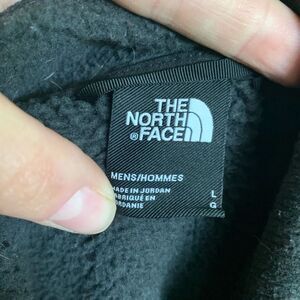 THE
NORTH
FACE
®
MENS/HOMMES
MADE IN JORDAN
FABRIQUÉ EN
JORDANIE
L
G